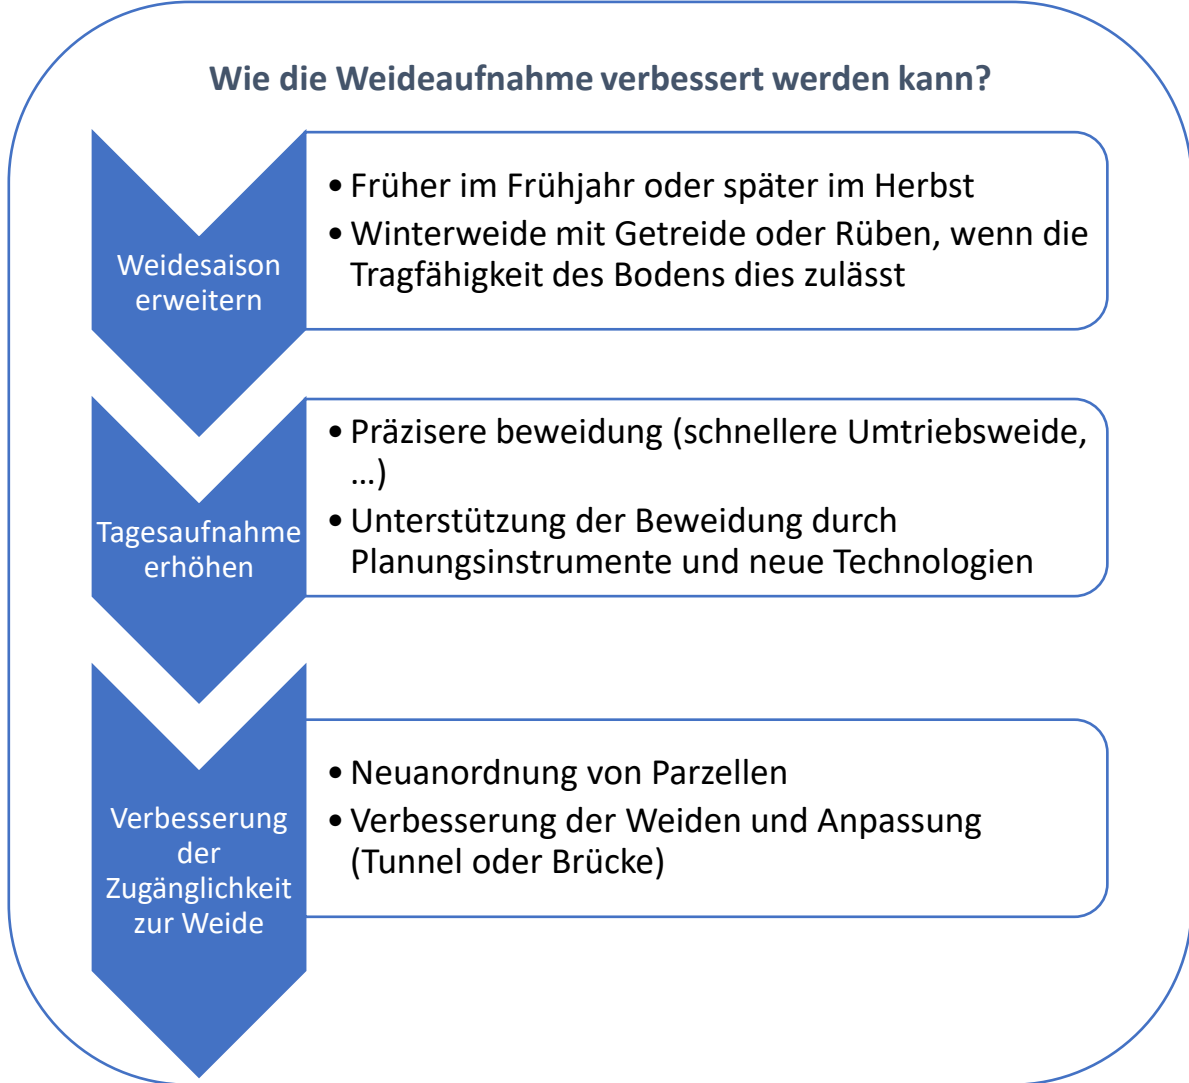 Wie die Weideaufnahme verbessert werden kann?
Weidesaison
erweitern
• Früher im Frühjahr oder später im Herbst
• Winterweide mit Getreide oder Rüben, wenn die
Tragfähigkeit des Bodens dies zulässt
Tagesaufnahme
erhöhen
• Präzisere beweidung (schnellere Umtriebsweide,
...)
• Unterstützung der Beweidung durch
Planungsinstrumente und neue Technologien
Verbesserung
der
Zugänglichkeit
zur Weide
• Neuanordnung von Parzellen
• Verbesserung der Weiden und Anpassung
(Tunnel oder Brücke)